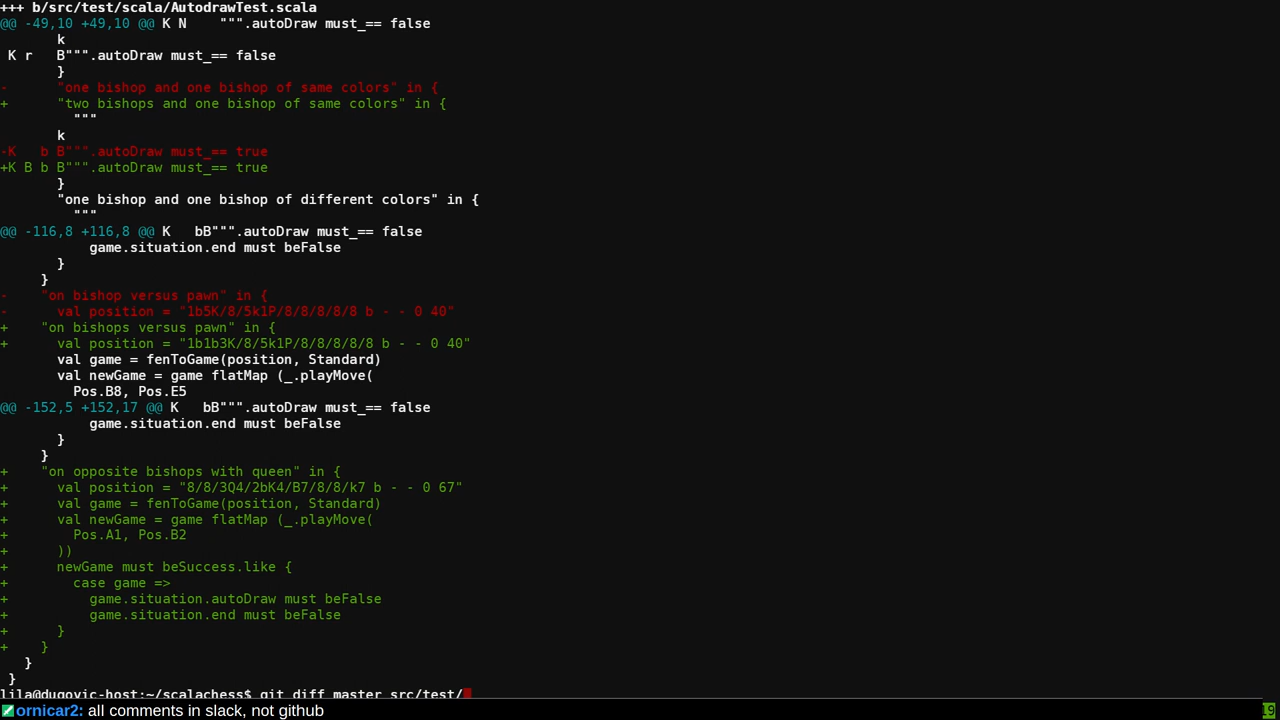 +++ b/src/test/scala/AutodrawTest.scala
@@ -49,10 +49,10 @@ K N    """.autoDraw must_== false
       k
 K r   B""".autoDraw must_== false
       }
-      "one bishop and one bishop of same colors" in {
+      "two bishops and one bishop of same colors" in {
         """
       k
-K   b B""".autoDraw must_== true
+K B b B""".autoDraw must_== true
       }
       "one bishop and one bishop of different colors" in {
         """
@@ -116,8 +116,8 @@ K   bB""".autoDraw must_== false
           game.situation.end must beFalse
       }
     }
-    "on bishop versus pawn" in {
-      val position = "1b5K/8/5k1P/8/8/8/8/8 b - - 0 40"
+    "on bishops versus pawn" in {
+      val position = "1b1b3K/8/5k1P/8/8/8/8/8 b - - 0 40"
       val game = fenToGame(position, Standard)
       val newGame = game flatMap (_.playMove(
         Pos.B8, Pos.E5
@@ -152,5 +152,17 @@ K   bB""".autoDraw must_== false
           game.situation.end must beFalse
       }
     }
+    "on opposite bishops with queen" in {
+      val position = "8/8/3Q4/2bK4/B7/8/8/k7 b - - 0 67"
+      val game = fenToGame(position, Standard)
+      val newGame = game flatMap (_.playMove(
+        Pos.A1, Pos.B2
+      ))
+      newGame must beSuccess.like {
+        case game =>
+          game.situation.autoDraw must beFalse
+          game.situation.end must beFalse
+      }
+    }
   }
 }
lila@dugovic-host:~/scalachess$ git diff master src/test/
ornicar2: all comments in slack, not github
19